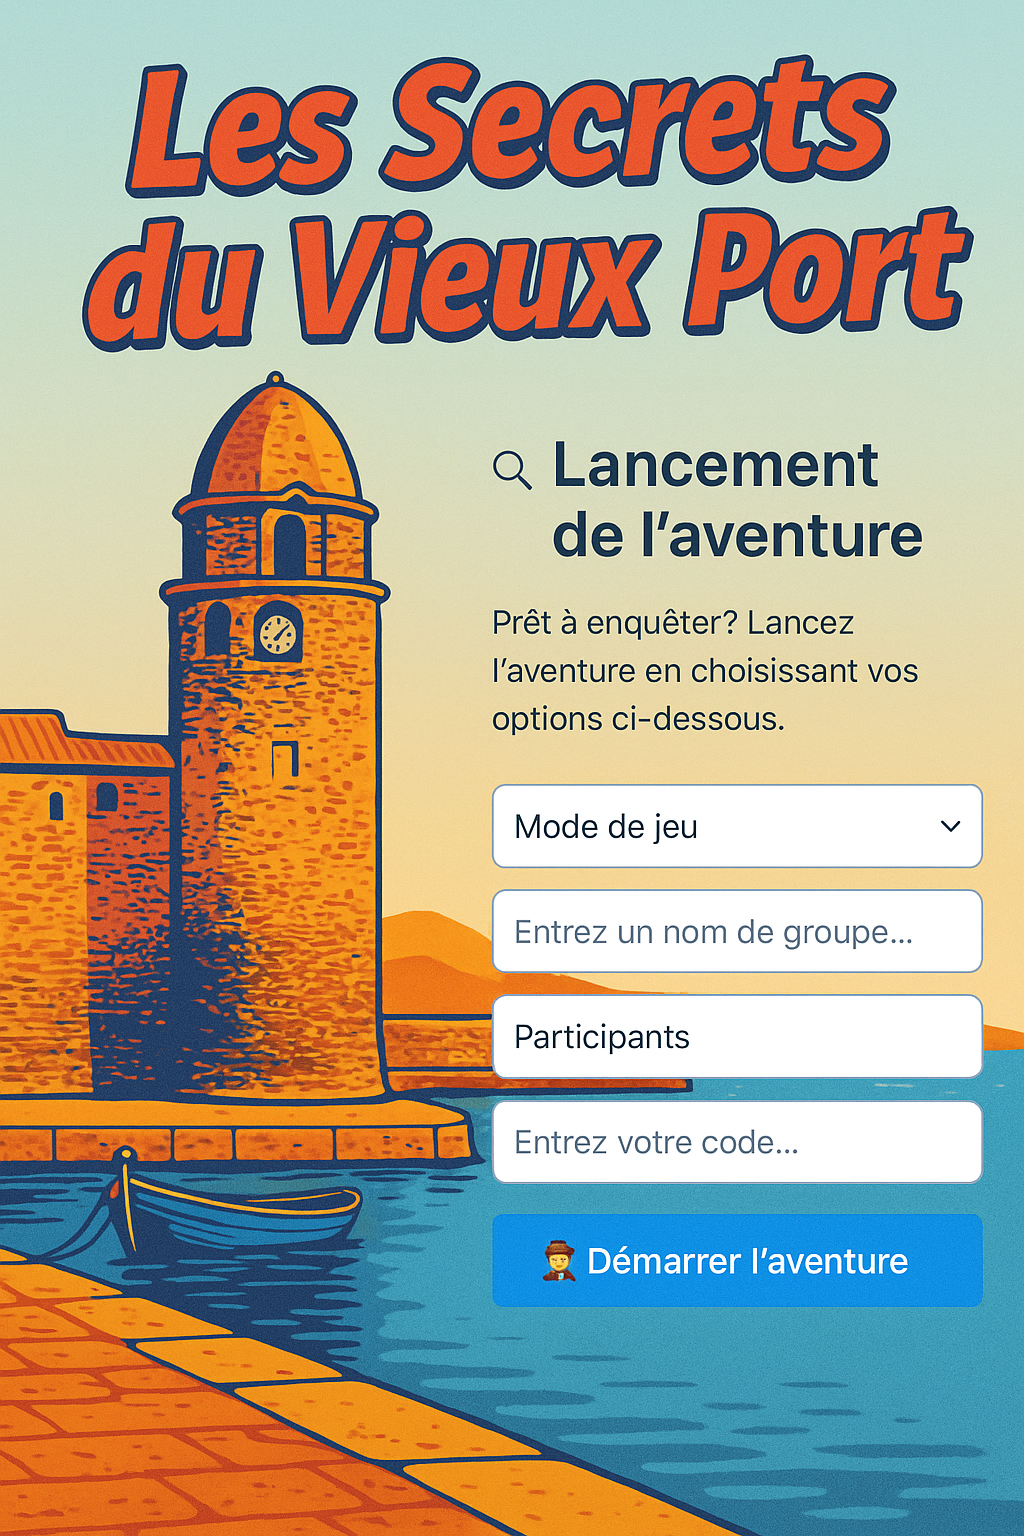 Les Secrets
du Vieux Port
Lancement
de l’aventure
Prêt à enquêter? Lancez
l’aventure en choisissant vos
options ci-dessous.
Mode de jeu
Entrez un nom de groupe...
Participants
Entrez votre code...
Démarrer l’aventure